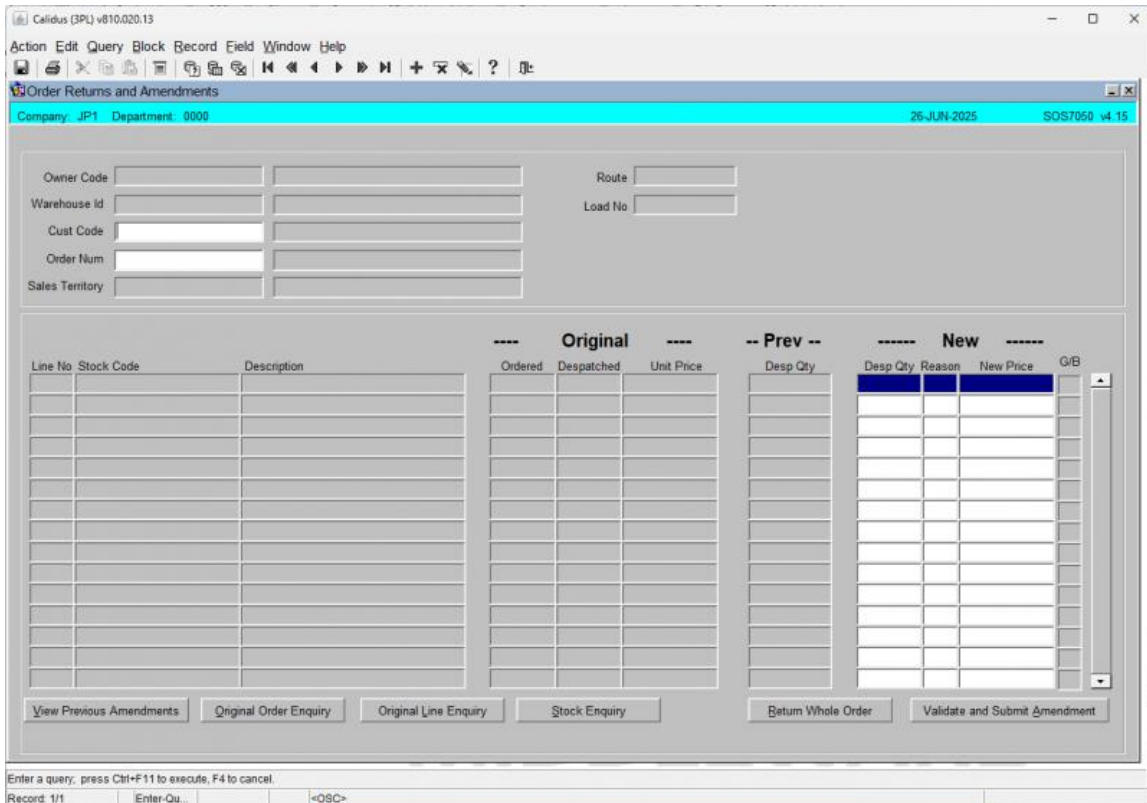 Calidus (3PL) v810.020.13
Action Edit Query Block Record Field Window Help
Order Returns and Amendments
Company: JP1 Department: 0000 26-JUN-2025 SOS7050 v4.15
Owner Code Route
Warehouse Id Load No
Cust Code
Order Num
Sales Territory
---- Original ---- -- Prev -- ------ New ------
Line No Stock Code Description Ordered Despatched Unit Price Desp Qty Desp Qty Reason New Price G/B
View Previous Amendments Original Order Enquiry Original Line Enquiry Stock Enquiry Return Whole Order Validate and Submit Amendment
Enter a query; press Ctrl+F11 to execute, F4 to cancel.
Record: 1/1 Enter-Qu... <OSC>